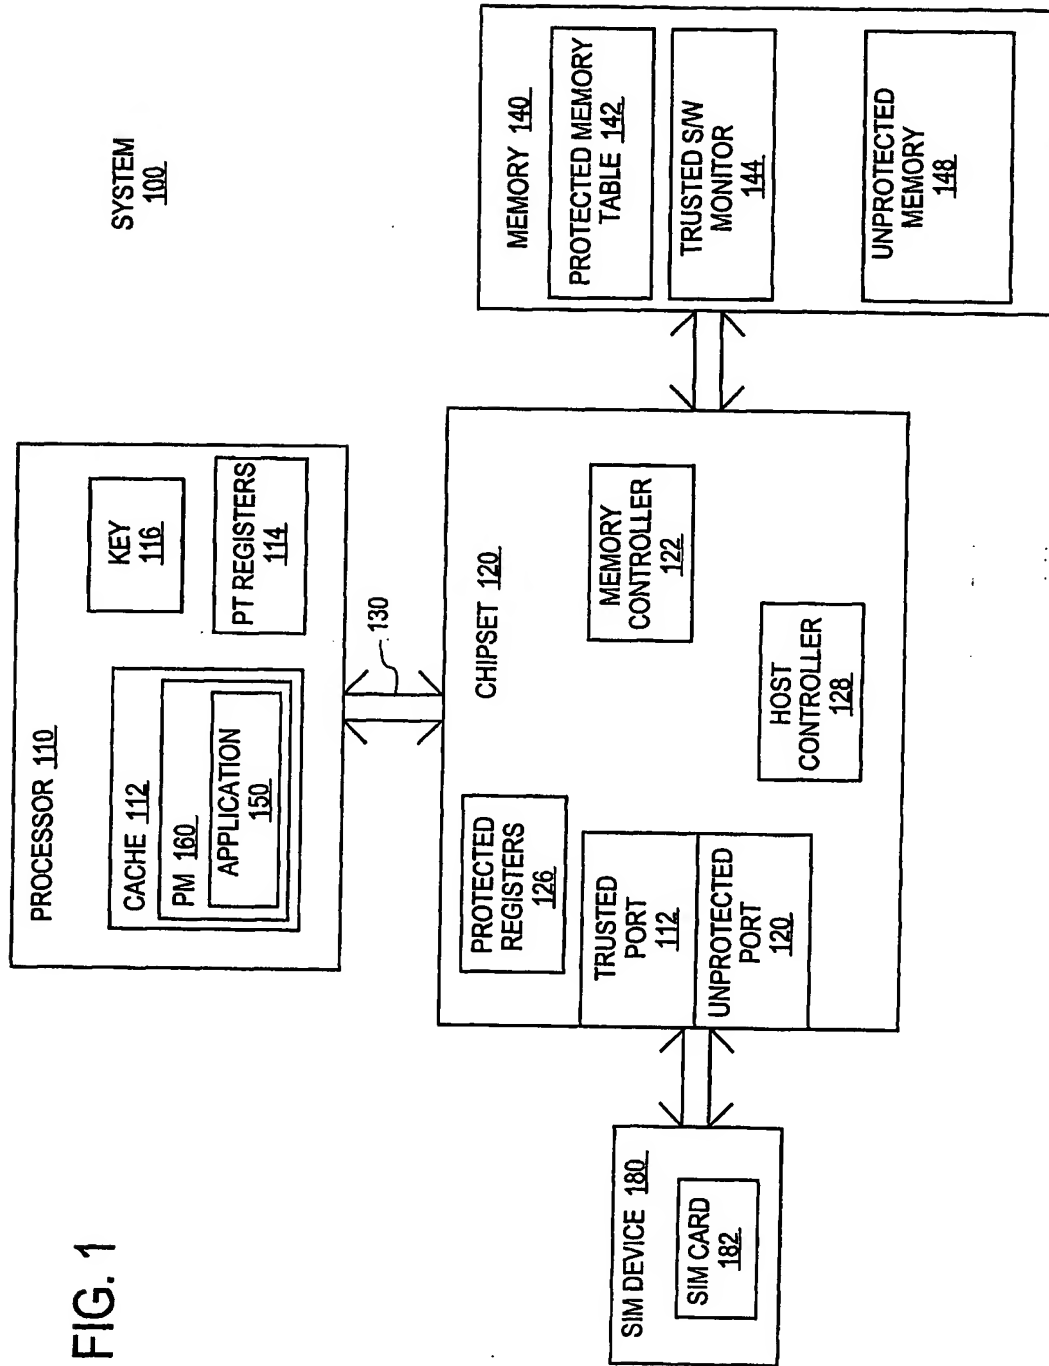 FIG. 1
SYSTEM
100
PROCESSOR 110
CACHE 112
PM 160
APPLICATION
150
KEY
116
PT REGISTERS
114
130
CHIPSET 120
PROTECTED
REGISTERS
126
TRUSTED
PORT
112
UNPROTECTED
PORT
120
MEMORY
CONTROLLER
122
HOST
CONTROLLER
128
SIM DEVICE 180
SIM CARD
182
MEMORY 140
PROTECTED MEMORY
TABLE 142
TRUSTED S/W
MONITOR
144
UNPROTECTED
MEMORY
148